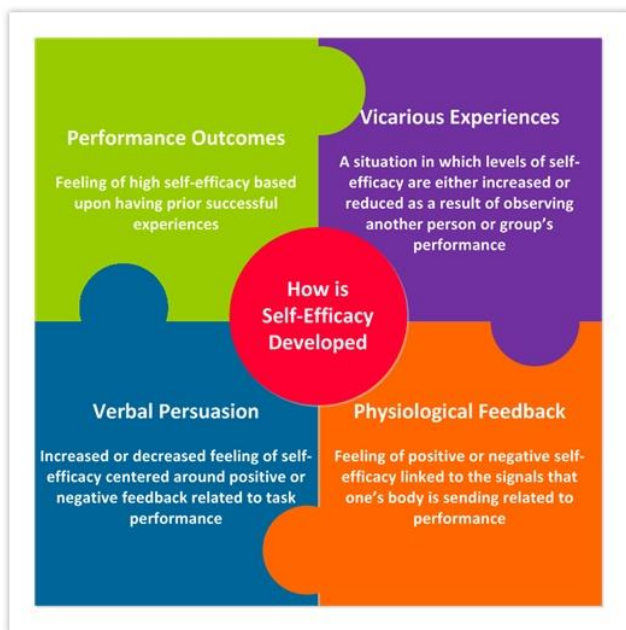 Performance Outcomes
Feeling of high self-efficacy based
upon having prior successful
experiences
Vicarious Experiences
A situation in which levels of self-
efficacy are either increased or
reduced as a result of observing
another person or group's
performance
How is
Self-Efficacy
Developed
Verbal Persuasion
Increased or decreased feeling of self-
efficacy centered around positive or
negative feedback related to task
performance
Physiological Feedback
Feeling of positive or negative self-
efficacy linked to the signals that
one's body is sending related to
performance